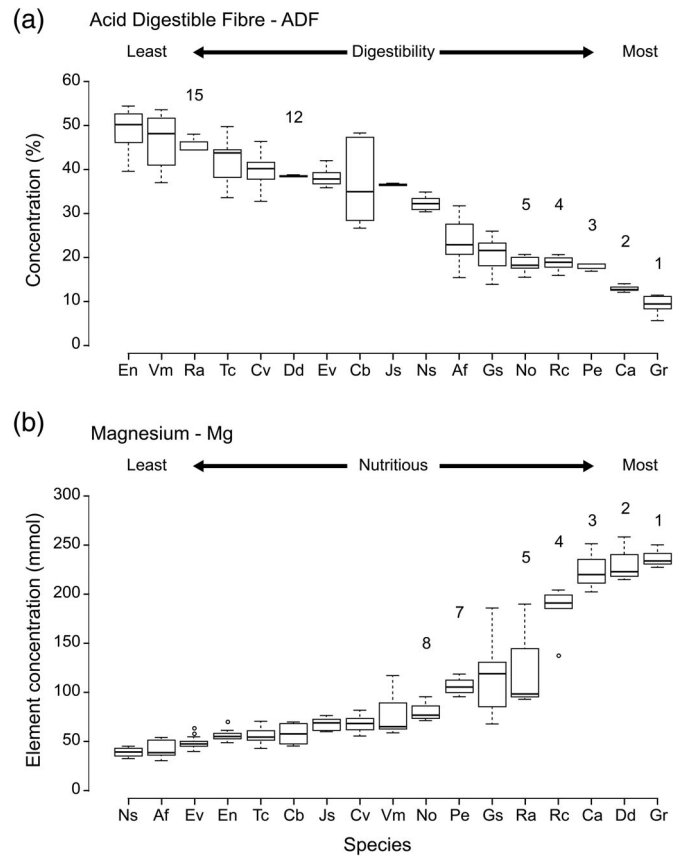 (a)
Acid Digestible Fibre - ADF
Least Digestibility Most
Concentration (%)
60
50
40
30
20
10
0
15
12
5
4
3
2
1
En Vm Ra Tc Cv Dd Ev Cb Js Ns Af Gs No Rc Pe Ca Gr
(b)
Magnesium - Mg
Least Nutritious Most
Element concentration (mmol)
300
250
200
150
100
50
0
8
7
5
4
3
2
1
Ns Af Ev En Tc Cb Js Cv Vm No Pe Gs Ra Rc Ca Dd Gr
Species